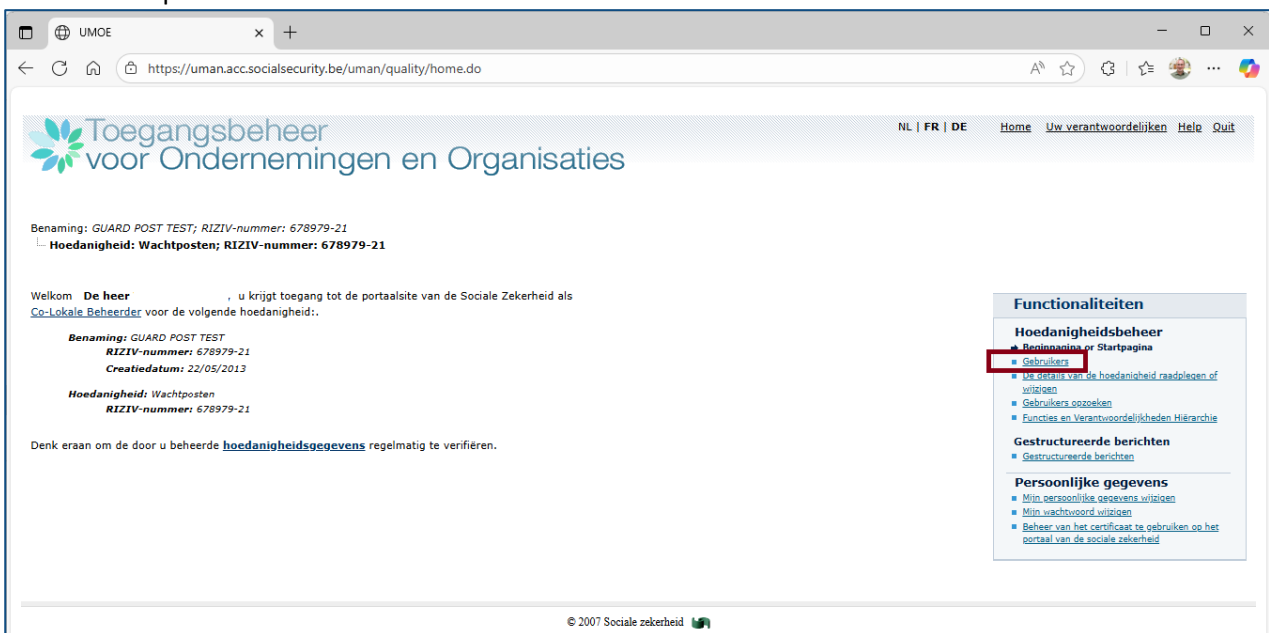 UMOE
https://uman.acc.socialsecurity.be/uman/quality/home.do
Toegangsbeheer
voor Ondernemingen en Organisaties
NL | FR | DE Home Uw verantwoordelijken Help Quit
Benaming: GUARD POST TEST; RIZIV-nummer: 678979-21
Hoedanigheid: Wachtposten; RIZIV-nummer: 678979-21
Welkom De heer , u krijgt toegang tot de portaalsite van de Sociale Zekerheid als
Co-Lokale Beheerder voor de volgende hoedanigheid:.
Benaming: GUARD POST TEST
RIZIV-nummer: 678979-21
Creatiedatum: 22/05/2013
Hoedanigheid: Wachtposten
RIZIV-nummer: 678979-21
Denk eraan om de door u beheerde hoedanigheidsgegevens regelmatig te verifiëren.
Functionaliteiten
Hoedanigheidsbeheer
Beginpagina or Startpagina
Gebruikers
De details van de hoedanigheid raadplegen of
wijzigen
Gebruikers opzoeken
Functies en Verantwoordelijkheden Hiërarchie
Gestructureerde berichten
Gestructureerde berichten
Persoonlijke gegevens
Mijn persoonlijke gegevens wijzigen
Mijn wachtwoord wijzigen
Beheer van het certificaat te gebruiken op het
portaal van de sociale zekerheid
© 2007 Sociale zekerheid